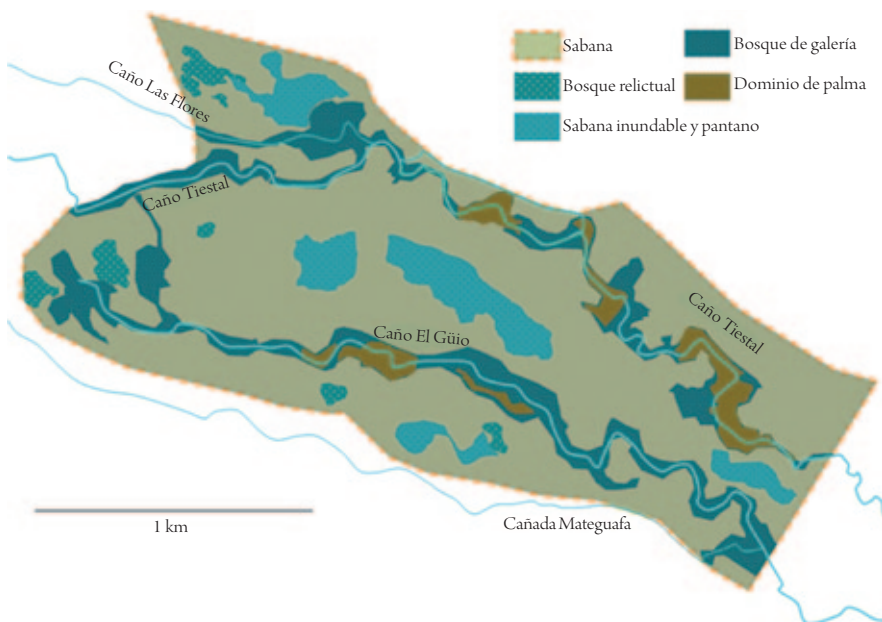 Sabana
Bosque de galería
Bosque relictual
Dominio de palma
Sabana inundable y pantano
Caño Las Flores
Caño Tiestal
Caño El Güio
Caño Tiestal
1 km
Cañada Mateguafa